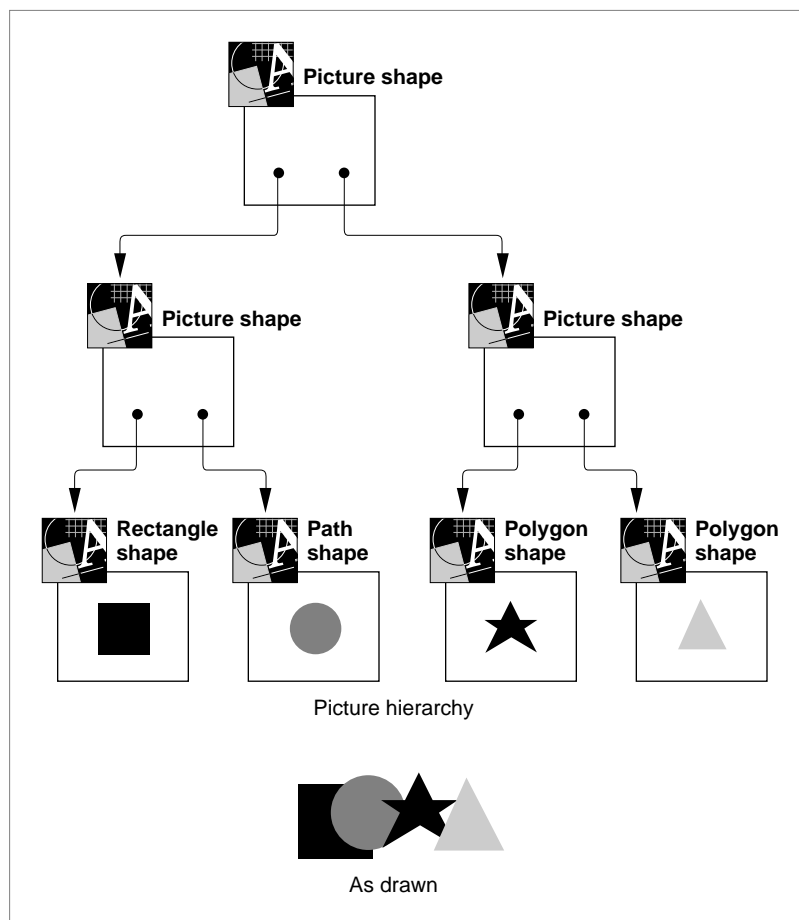 Picture shape
Picture shape
Picture shape
Rectangle
shape
Path
shape
Polygon
shape
Polygon
shape
Picture hierarchy
As drawn